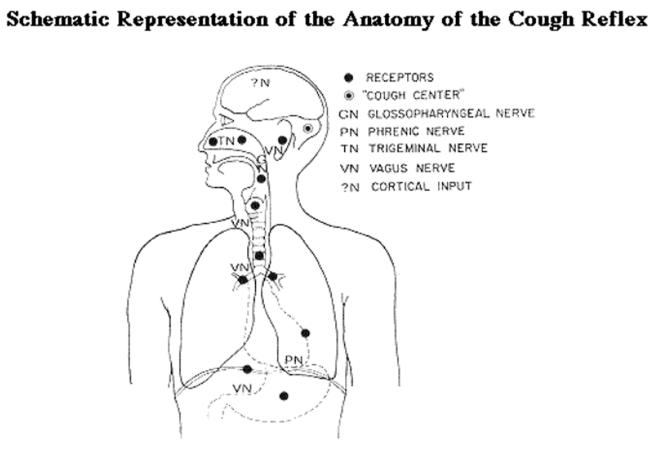 Schematic Representation of the Anatomy of the Cough Reflex
?N
RECEPTORS
"COUGH CENTER"
GN GLOSSOPHARYNGEAL NERVE
PN PHRENIC NERVE
TN TRIGEMINAL NERVE
VN VAGUS NERVE
?N CORTICAL INPUT
TN
VN
G
N
VN
VN
PN
VN